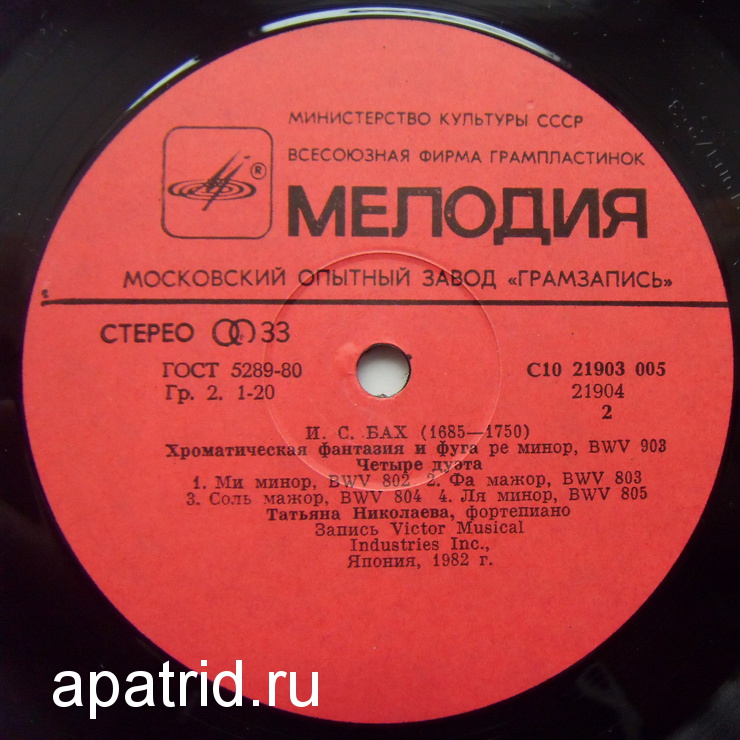 МИНИСТЕРСТВО КУЛЬТУРЫ СССР
ВСЕСОЮЗНАЯ ФИРМА ГРАМПЛАСТИНОК
®
МЕЛОДИЯ
МОСКОВСКИЙ ОПЫТНЫЙ ЗАВОД «ГРАМЗАПИСЬ»
СТЕРЕО 33
ГОСТ 5289-80
Гр. 2. 1-20
С10 21903 005
21904
2
И. С. БАХ (1685—1750)
Хроматическая фантазия и фуга ре минор, BWV 903
Четыре дуэта
1. Ми минор, BWV 802 2. Фа мажор, BWV 803
3. Соль мажор, BWV 804 4. Ля минор, BWV 805
Татьяна Николаева, фортепиано
Запись Victor Musical
Industries Inc.,
Япония, 1982 г.
apatrid.ru